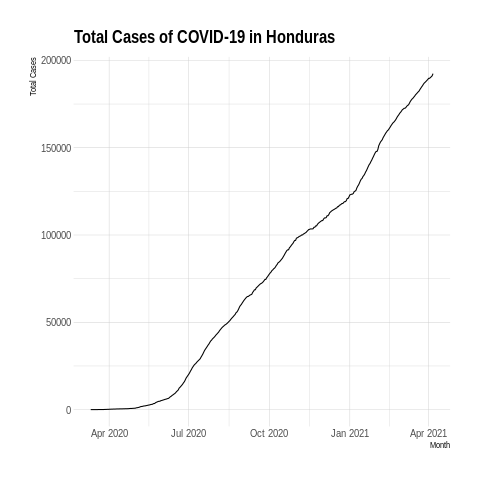 Total Cases of COVID-19 in Honduras
Total Cases
200000
150000
100000
50000
0
Apr 2020 Jul 2020 Oct 2020 Jan 2021 Apr 2021
Month